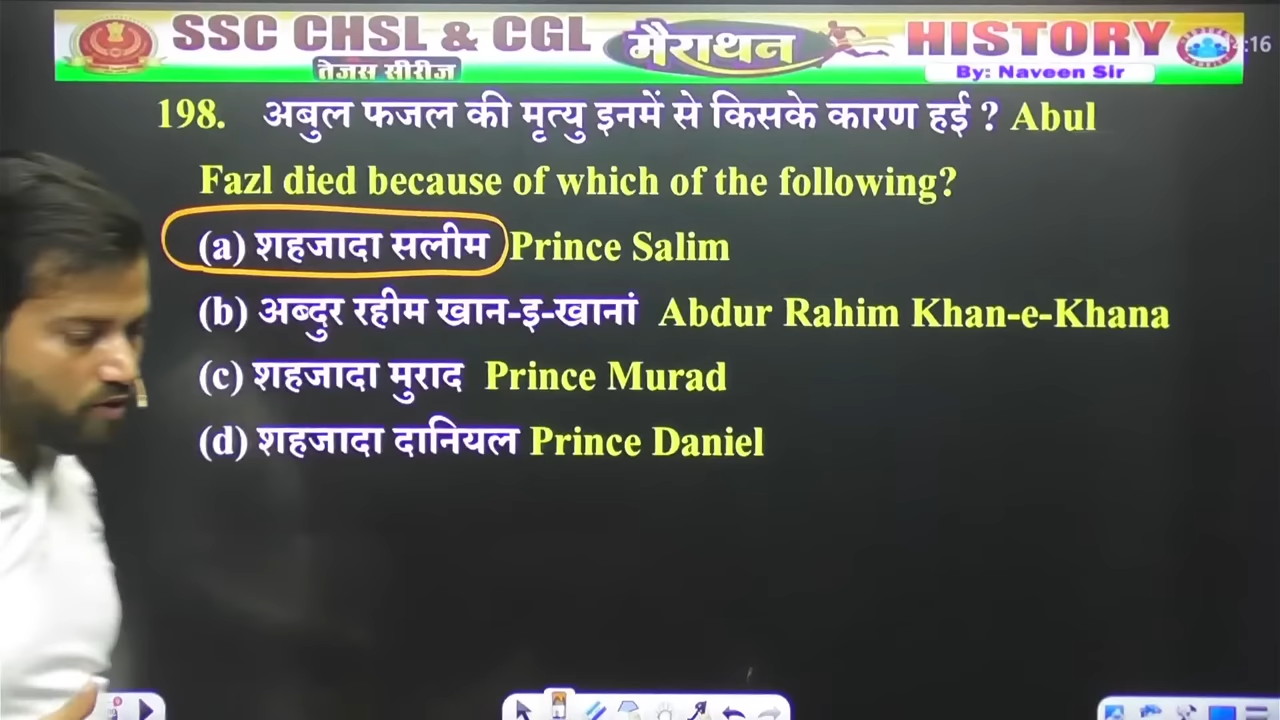 SSC CHSL & CGL मैराथन HISTORY
4:16
तेजस सीरीज
By: Naveen Sir
198. अबुल फजल की मृत्यु इनमें से किसके कारण हई ? Abul
Fazl died because of which of the following?
(a) शहजादा सलीम Prince Salim
(b) अब्दुर रहीम खान-इ-खानां Abdur Rahim Khan-e-Khana
(c) शहजादा मुराद Prince Murad
(d) शहजादा दानियल Prince Daniel